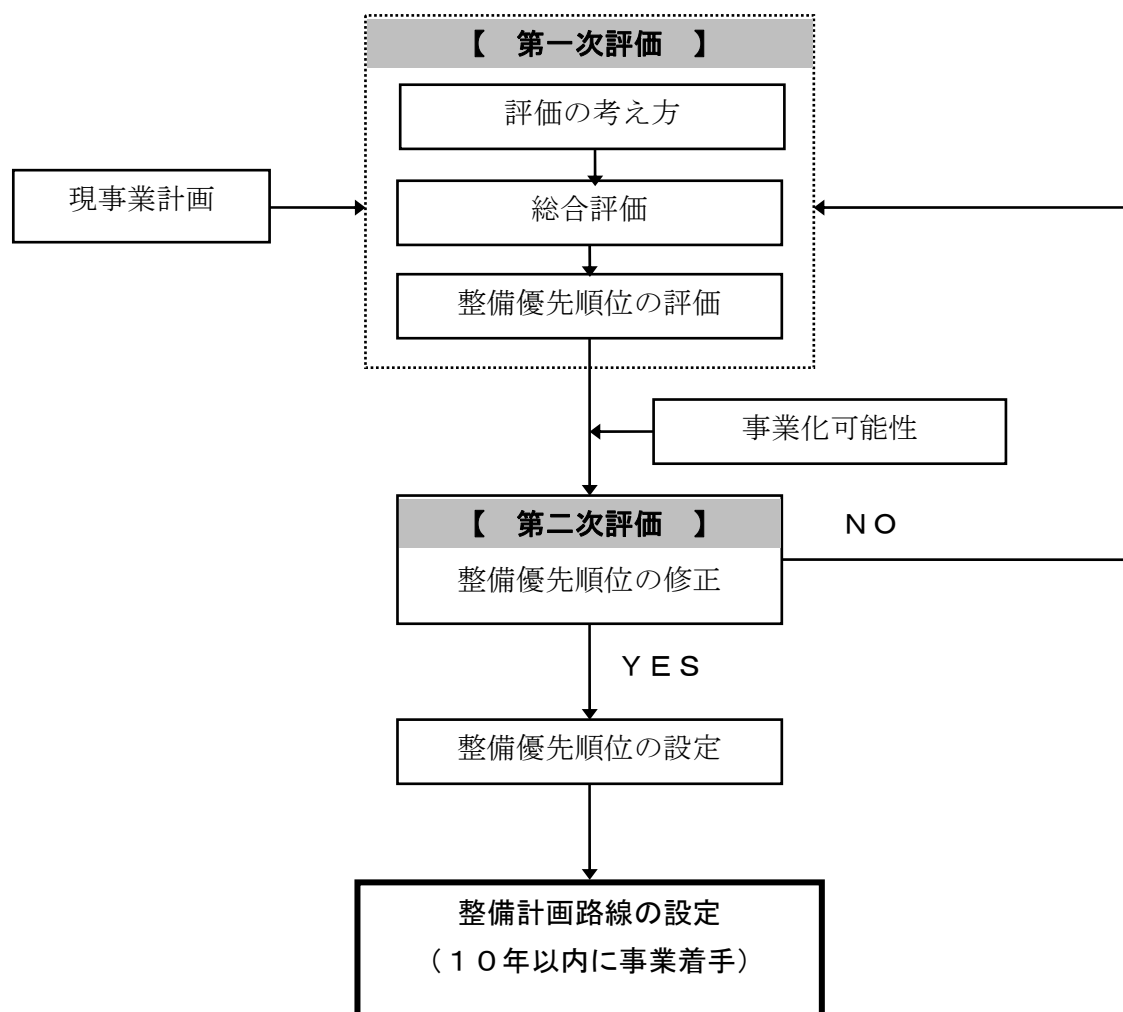 【　第一次評価　】
評価の考え方
現事業計画
総合評価
整備優先順位の評価
事業化可能性
【　第二次評価　】
ＮＯ
整備優先順位の修正
ＹＥＳ
整備優先順位の設定
整備計画路線の設定
（１０年以内に事業着手）